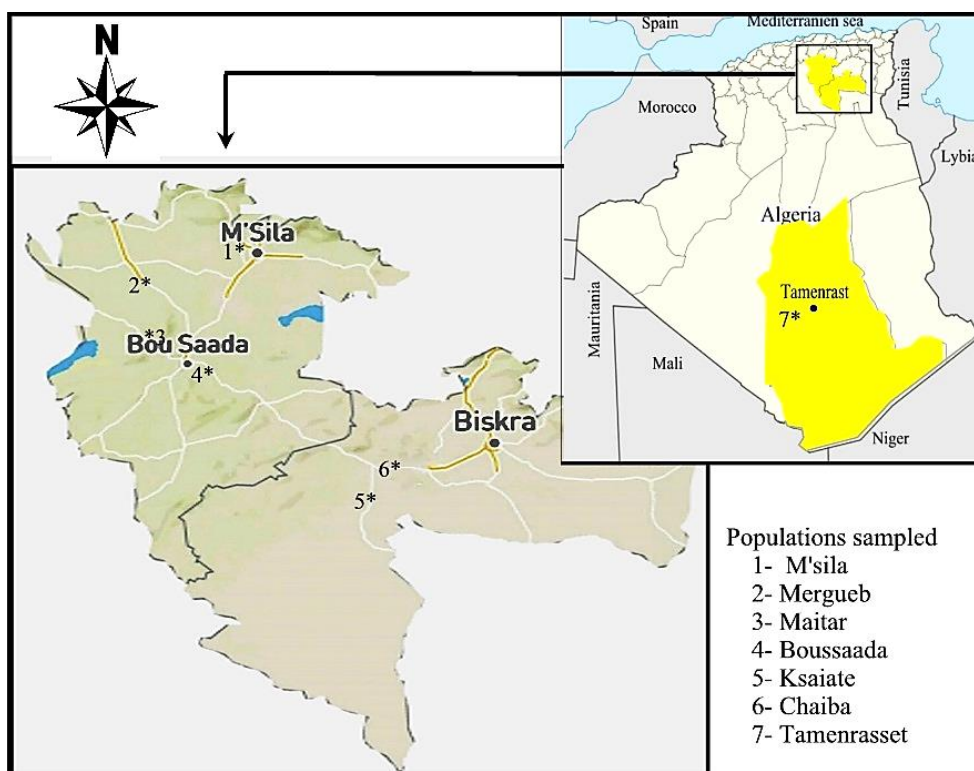 N
Spain
Mediterranien sea
Morocco
Tunisia
Lybia
Algeria
Tamenrast
7*
Mauritania
Mali
Niger
M'Sila
1*
2*
*3
Bou Saada
4*
Biskra
6*
5*
Populations sampled
1- M'sila
2- Mergueb
3- Maitar
4- Boussaada
5- Ksaiate
6- Chaiba
7- Tamenrasset